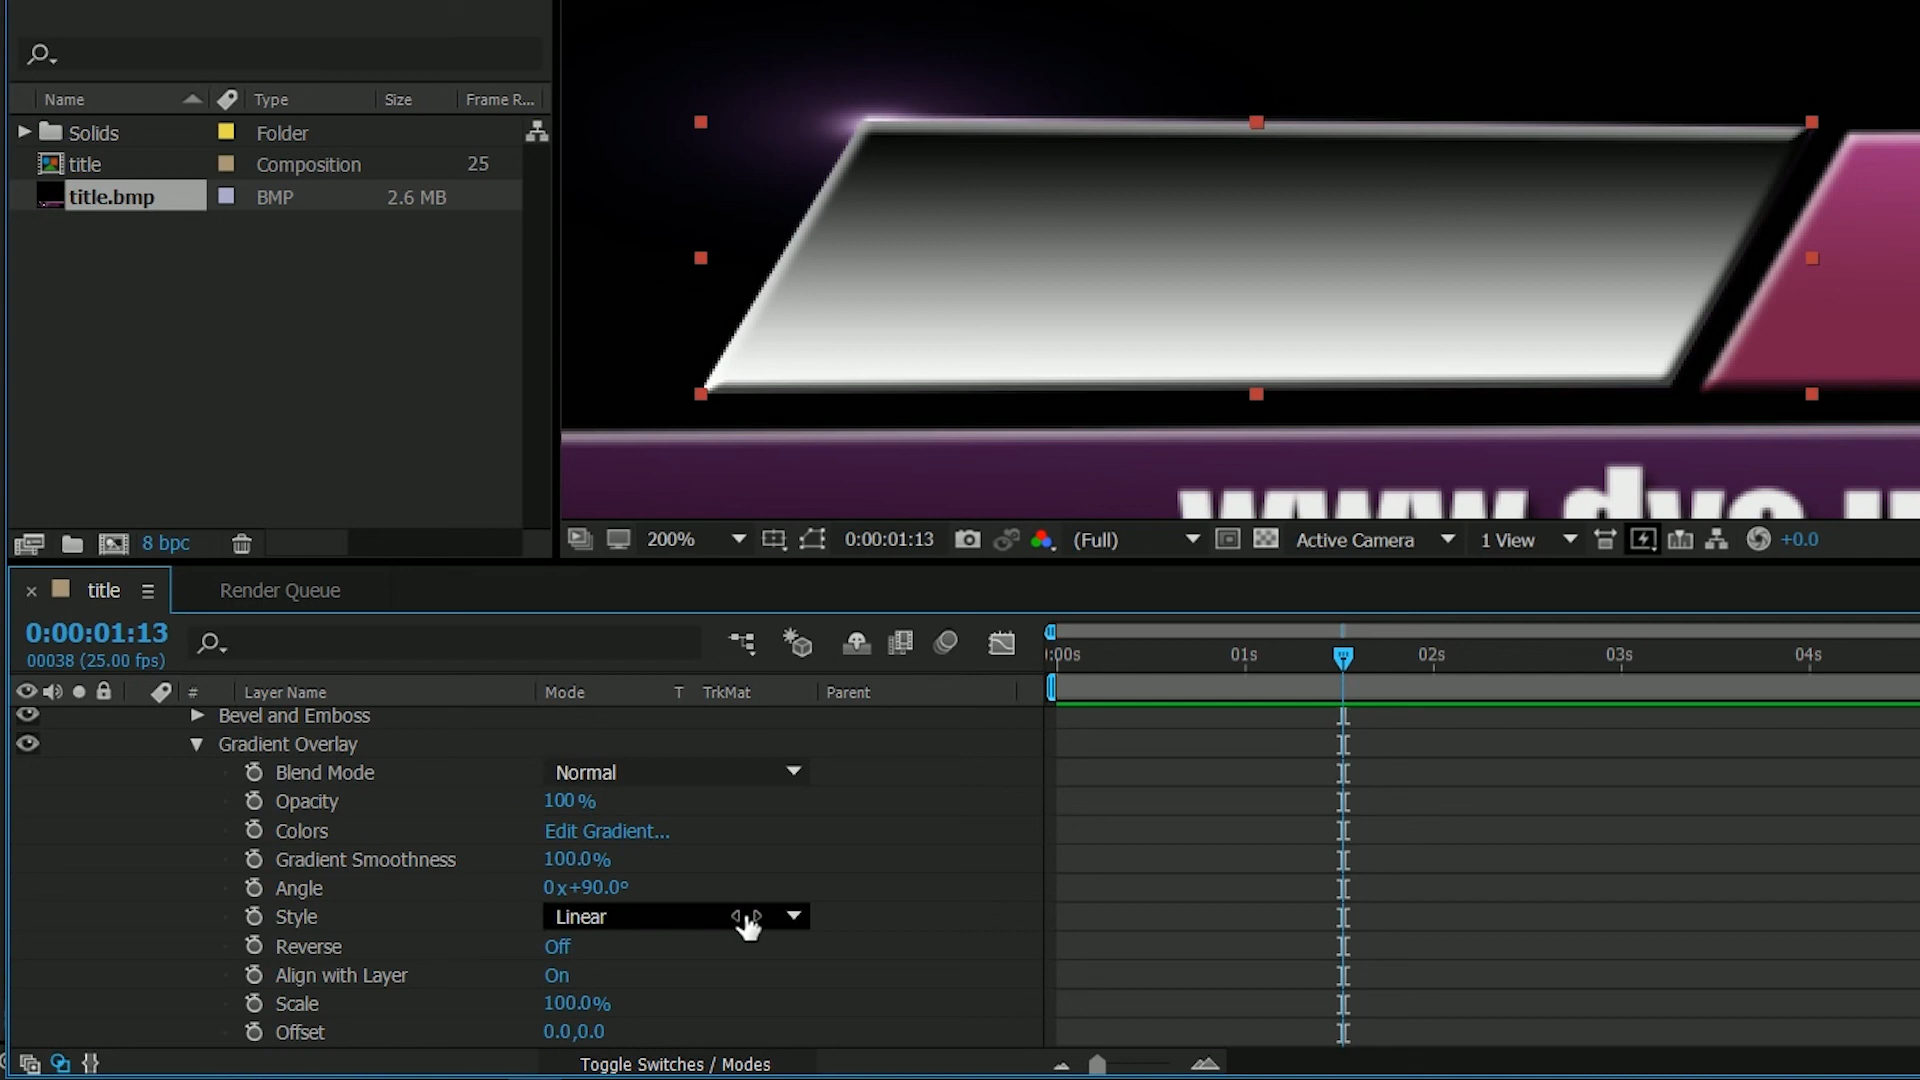 Name Type Size Frame R...
Solids Folder
title Composition 25
title.bmp BMP 2.6 MB
8 bpc
www.dvc.
200% 0:00:01:13 (Full) Active Camera 1 View +0.0
title Render Queue
0:00:01:13
00038 (25.00 fps)
:00s 01s 02s 03s 04s
# Layer Name Mode T TrkMat Parent
Bevel and Emboss
Gradient Overlay
Blend Mode Normal
Opacity 100 %
Colors Edit Gradient...
Gradient Smoothness 100.0%
Angle 0x+90.0°
Style Linear
Reverse Off
Align with Layer On
Scale 100.0%
Offset 0.0,0.0
Toggle Switches / Modes